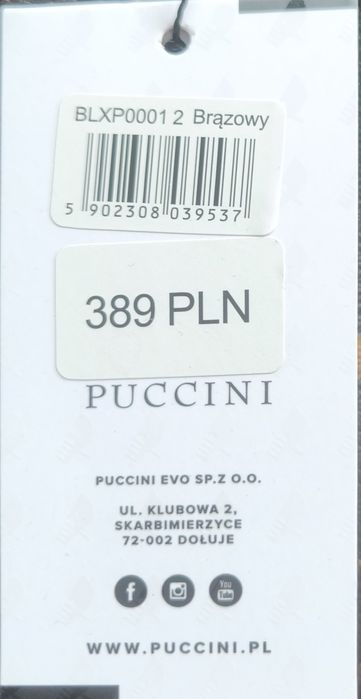 BLXP0001 2 Brązowy
5 902308 039537
389 PLN
PUCCINI
PUCCINI EVO SP.Z O.O.
UL. KLUBOWA 2,
SKARBIMIERZYCE
72-002 DOŁUJE
f You Tube
WWW.PUCCINI.PL